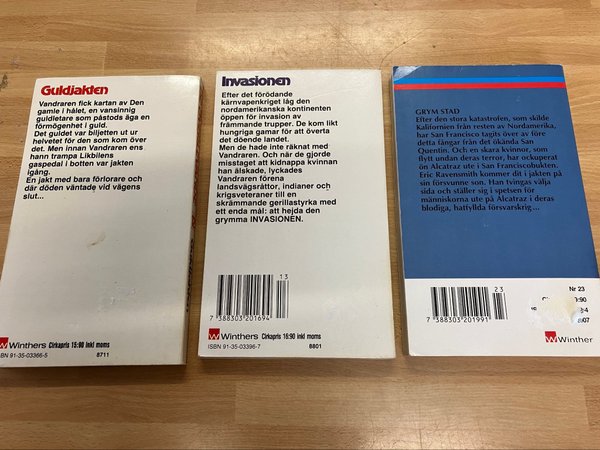 Guldjakten
Vandraren fick kartan av Den
gamle i hålet, en vansinnig
guldletare som påstods äga en
förmögenhet i guld.
Det guldet var biljetten ut ur
helvetet för den som kom över
det. Men innan Vandraren ens
hann trampa Likbilens
gaspedal i botten var jakten
igång.
En jakt med bara förlorare och
där döden väntade vid vägens
slut...
Winthers Cirkapris 15:90 inkl moms
ISBN 91-35-03366-5
8711
Invasionen
Efter det förödande
kärnvapenkriget låg den
nordamerikanska kontinenten
öppen för invasion av
främmande trupper. De kom likt
hungriga gamar för att överta
det döende landet.
Men de hade inte räknat med
Vandraren. Och när de gjorde
misstaget att kidnappa kvinnan
han älskade, lyckades
Vandraren förena
landsvägsråttor, indianer och
krigsveteraner till en
skrämmande gerillastyrka med
ett enda mål: att hejda den
grymma INVASIONEN.
13
7388303201694
Winthers Cirkapris 16:90 inkl moms
ISBN 91-35-03396-7
8801
GRYM STAD
Efter den stora katastrofen, som skilde
Kalifornien från resten av Nordamerika,
har San Francisco tagits över av före
detta fångar från det ökända San
Quentin. Och en skara kvinnor, som
flytt undan deras terror, har ockuperat
ön Alcatraz ute i San Franciscobukten.
Eric Ravensmith kommer dit i jakten på
sin försvunne son. Han tvingas välja
sida och ställer sig i spetsen för
människorna ute på Alcatraz i deras
blodiga, hatfyllda försvarskrig...
23
7388303201991
Nr 23
:90
Winther